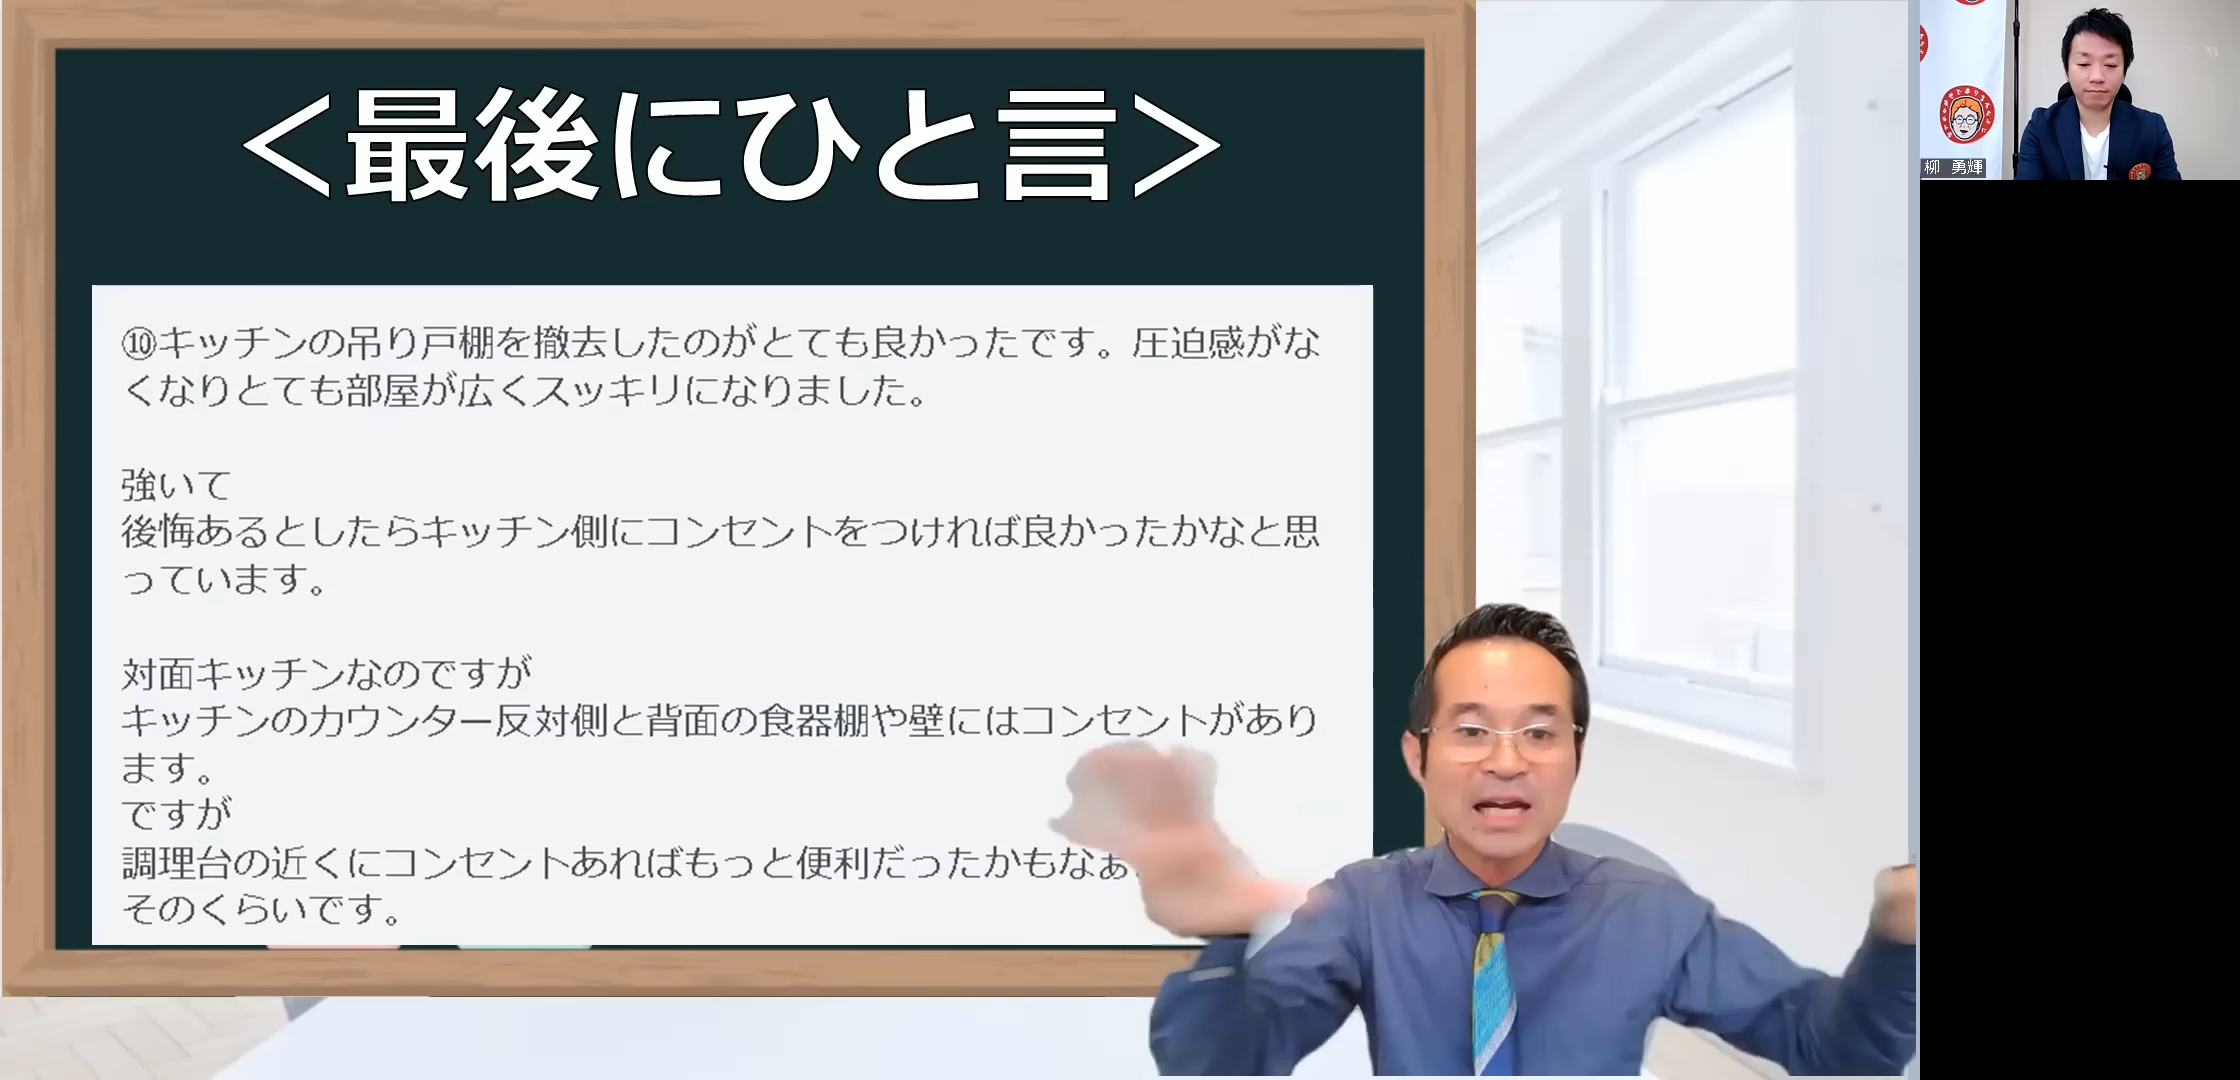 ＜最後にひと言＞
⑩キッチンの吊り戸棚を撤去したのがとても良かったです。圧迫感がな
くなりとても部屋が広くスッキリになりました。
強いて
後悔あるとしたらキッチン側にコンセントをつければ良かったかなと思
っています。
対面キッチンなのですが
キッチンのカウンター反対側と背面の食器棚や壁にはコンセントがあり
ます。
ですが
調理台の近くにコンセントあればもっと便利だったかもなぁ
そのくらいです。
柳 勇輝